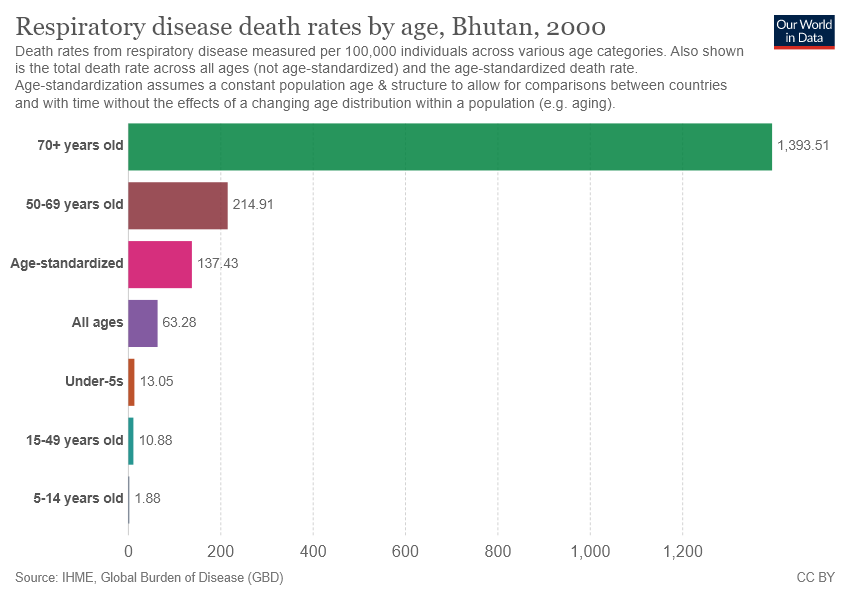 Respiratory disease death rates by age, Bhutan, 2000
Our World
in Data
Death rates from respiratory disease measured per 100,000 individuals across various age categories. Also shown
is the total death rate across all ages (not age-standardized) and the age-standardized death rate.
Age-standardization assumes a constant population age & structure to allow for comparisons between countries
and with time without the effects of a changing age distribution within a population (e.g. aging).
70+ years old 1,393.51
50-69 years old 214.91
Age-standardized 137.43
All ages 63.28
Under-5s 13.05
15-49 years old 10.88
5-14 years old 1.88
0 200 400 600 800 1,000 1,200
Source: IHME, Global Burden of Disease (GBD) CC BY